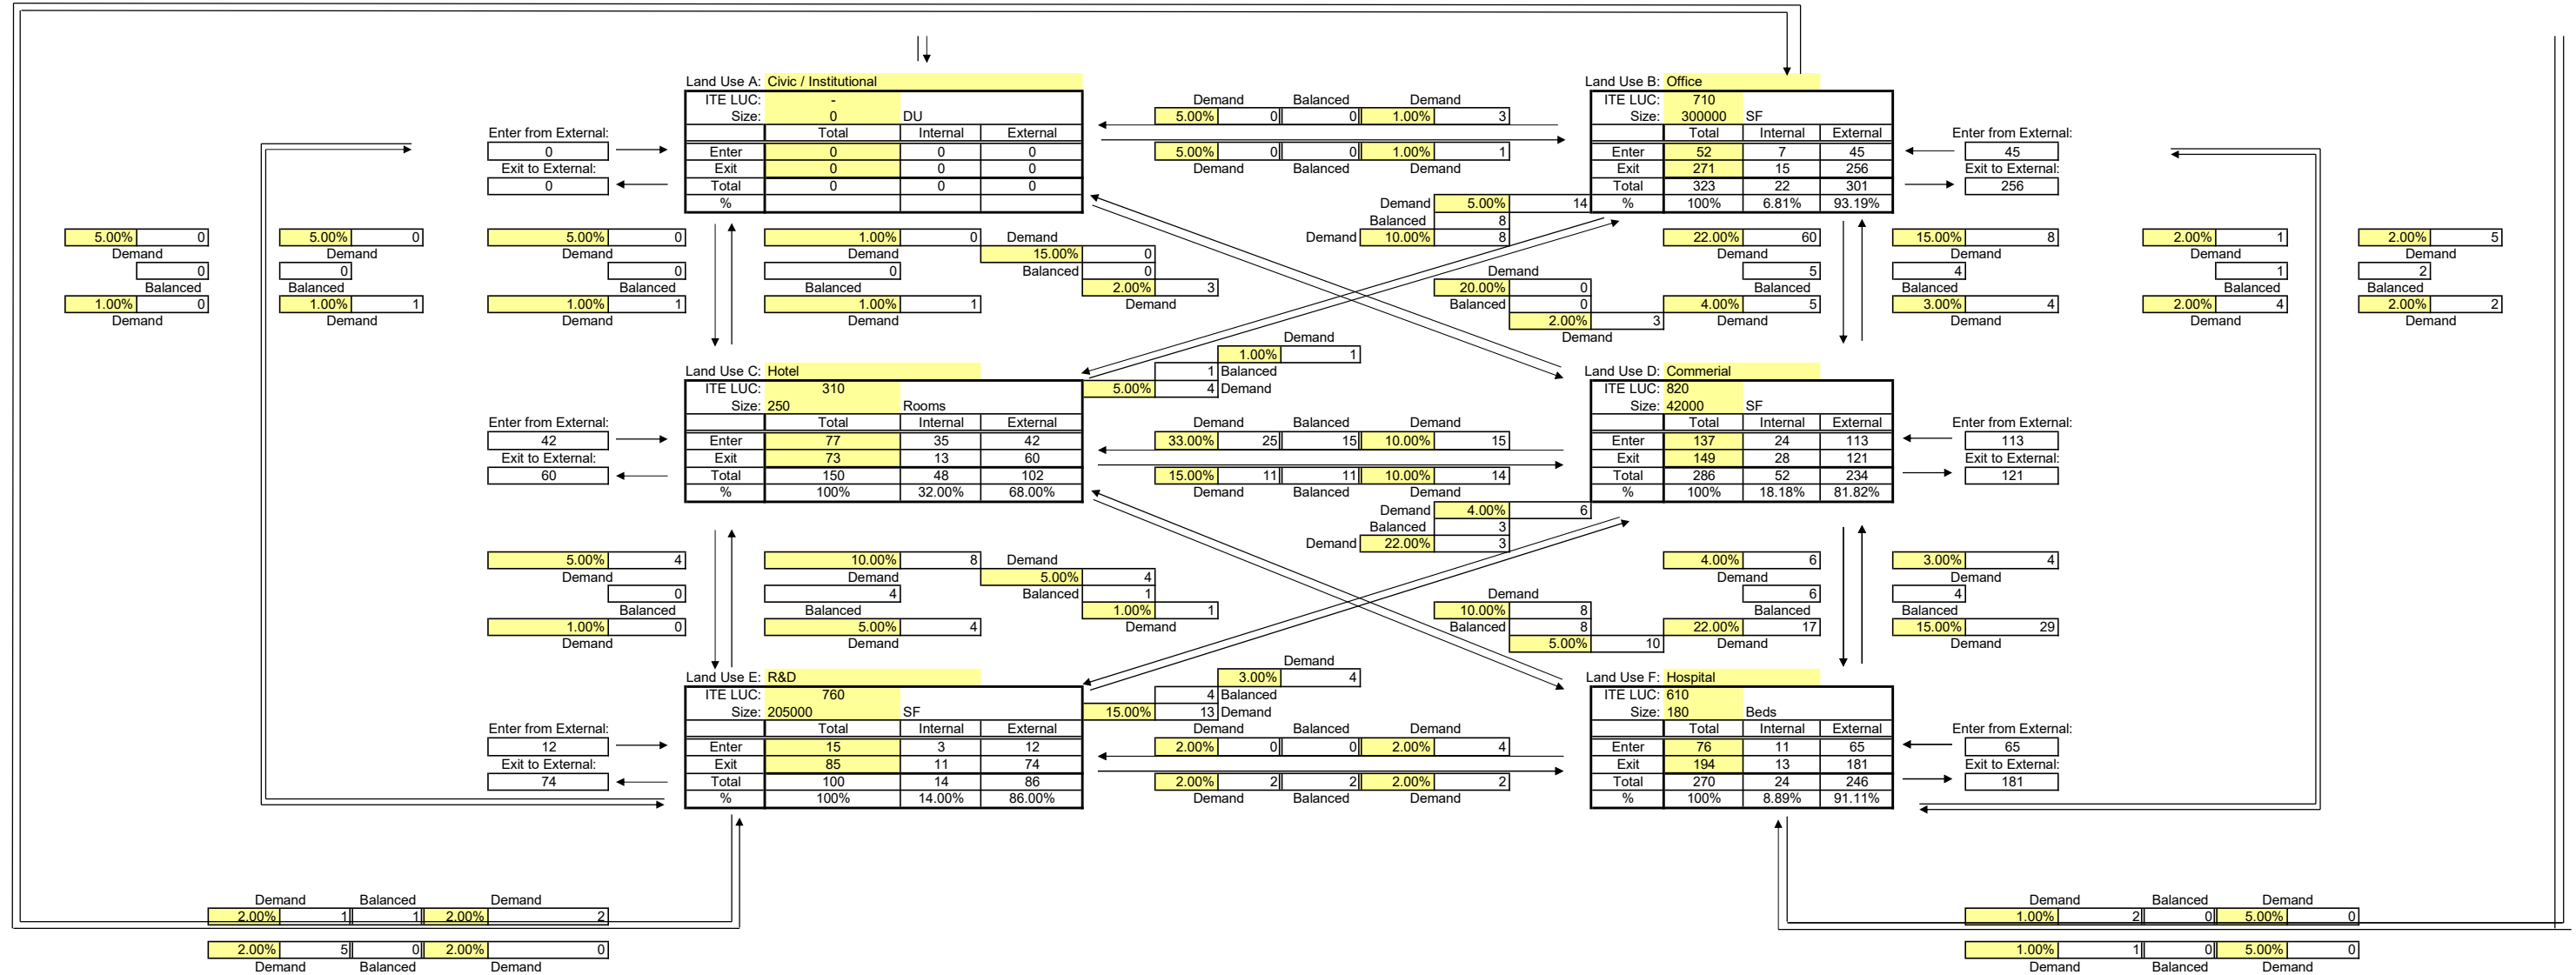 Land Use A: Civic / Institutional Land Use B: Office
ITE LUC: - Demand Balanced Demand ITE LUC: 710
Size: 0 DU 5.00% 0 0 1.00% 3 Size: 300000 SF
Enter from External: Total Internal External Total Internal External Enter from External:
0 Enter 0 0 0 5.00% 0 0 1.00% 1 Enter 52 7 45 45
Exit to External: Exit 0 0 0 Demand Balanced Demand Exit 271 15 256 Exit to External:
0 Total 0 0 0 Total 323 22 301 256
% Demand 5.00% 14 % 100% 6.81% 93.19%
Balanced 8
5.00% 0 5.00% 0 5.00% 0 1.00% 0 Demand Demand 10.00% 8 22.00% 60 15.00% 8 2.00% 1 2.00% 5
Demand Demand Demand Demand 15.00% 0 Demand Demand Demand Demand
0 0 0 0 Balanced 0 Demand 5 4 1 2
Balanced Balanced Balanced Balanced 2.00% 3 20.00% 0 Balanced Balanced Balanced Balanced
1.00% 0 1.00% 1 1.00% 1 1.00% 1 Demand Balanced 0 4.00% 5 3.00% 4 2.00% 4 2.00% 2
Demand Demand Demand Demand 2.00% 3 Demand Demand Demand Demand
Demand
Demand
1.00% 1
Land Use C: Hotel 1 Balanced Land Use D: Commerial
ITE LUC: 310 5.00% 4 Demand ITE LUC: 820
Size: 250 Rooms Size: 42000 SF
Enter from External: Total Internal External Demand Balanced Demand Total Internal External Enter from External:
42 Enter 77 35 42 33.00% 25 15 10.00% 15 Enter 137 24 113 113
Exit to External: Exit 73 13 60 Exit 149 28 121 Exit to External:
60 Total 150 48 102 15.00% 11 11 10.00% 14 Total 286 52 234 121
% 100% 32.00% 68.00% Demand Balanced Demand % 100% 18.18% 81.82%
Demand 4.00% 6
Balanced 3
Demand 22.00% 3
5.00% 4 10.00% 8 Demand 4.00% 6 3.00% 4
Demand Demand 5.00% 4 Demand Demand
0 4 Balanced 1 Demand 6 4
Balanced Balanced 1.00% 1 10.00% 8 Balanced Balanced
1.00% 0 5.00% 4 Demand Balanced 8 22.00% 17 15.00% 29
Demand Demand 5.00% 10 Demand Demand
Demand
Land Use E: R&D 3.00% 4 Land Use F: Hospital
ITE LUC: 760 4 Balanced ITE LUC: 610
Size: 205000 SF 15.00% 13 Demand Size: 180 Beds
Enter from External: Total Internal External Demand Balanced Demand Total Internal External Enter from External:
12 Enter 15 3 12 2.00% 0 0 2.00% 4 Enter 76 11 65 65
Exit to External: Exit 85 11 74 Exit 194 13 181 Exit to External:
74 Total 100 14 86 2.00% 2 2 2.00% 2 Total 270 24 246 181
% 100% 14.00% 86.00% Demand Balanced Demand % 100% 8.89% 91.11%
Demand Balanced Demand Demand Balanced Demand
2.00% 1 1 2.00% 2 1.00% 2 0 5.00% 0
2.00% 5 0 2.00% 0 1.00% 1 0 5.00% 0
Demand Balanced Demand Demand Balanced Demand